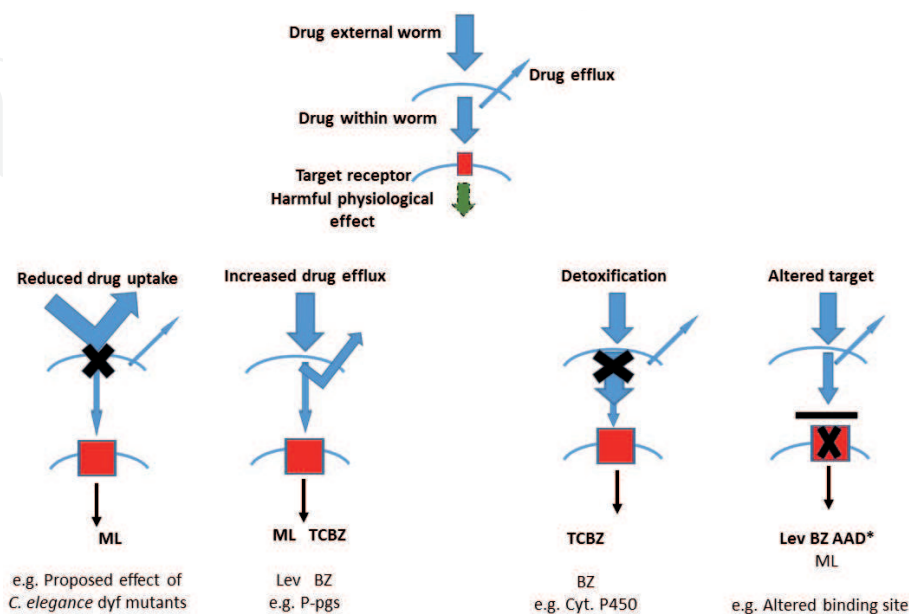 Drug external worm
Drug efflux
Drug within worm
Target receptor
Harmful physiological
effect
Reduced drug uptake
Increased drug efflux
Detoxification
Altered target
ML
ML TCBZ
TCBZ
Lev BZ AAD*
ML
e.g. Proposed effect of
C. elegance dyf mutants
Lev BZ
e.g. P-pgs
BZ
e.g. Cyt. P450
e.g. Altered binding site